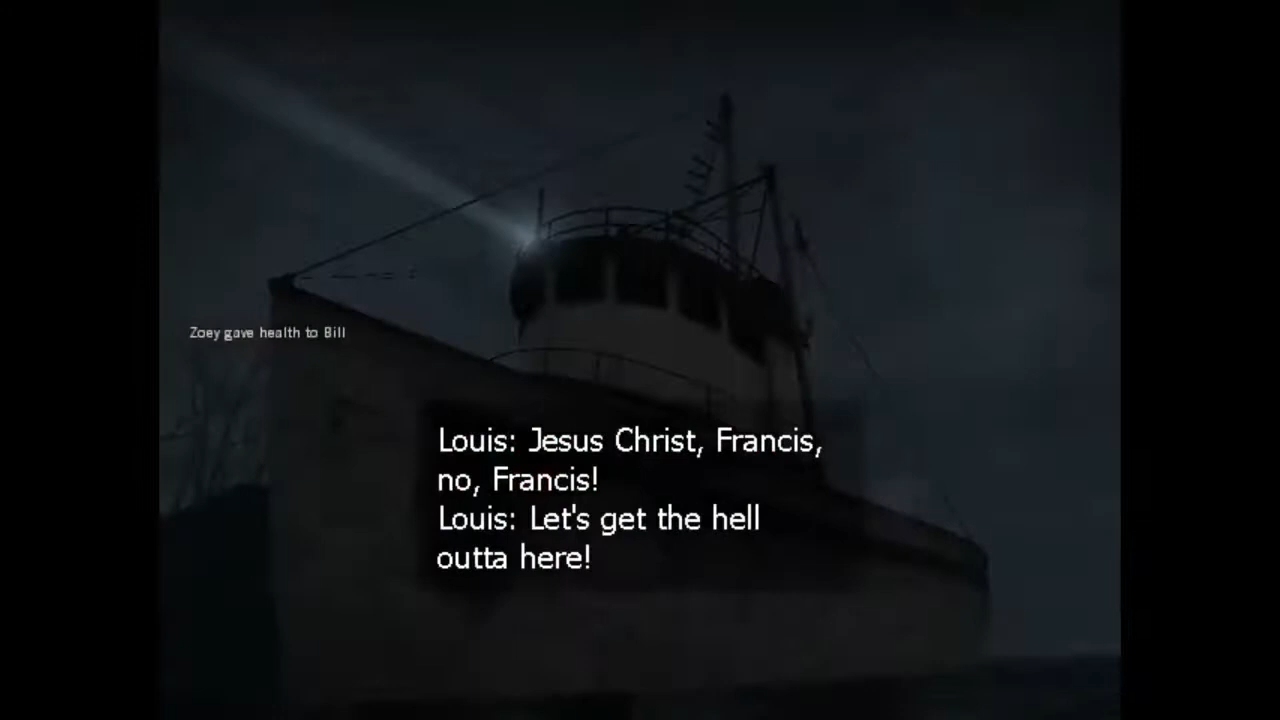 Zoey gave health to Bill
Louis: Jesus Christ, Francis,
no, Francis!
Louis: Let's get the hell
outta here!